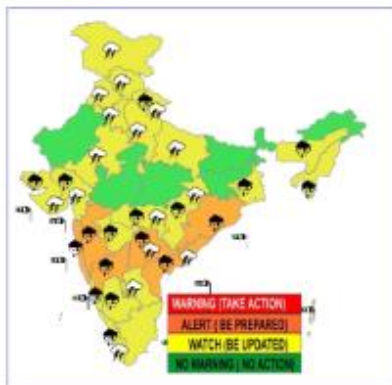 WARNING (TAKE ACTION)
ALERT ( BE PREPARED)
WATCH (BE UPDATED)
NO WARNING ( NO ACTION)